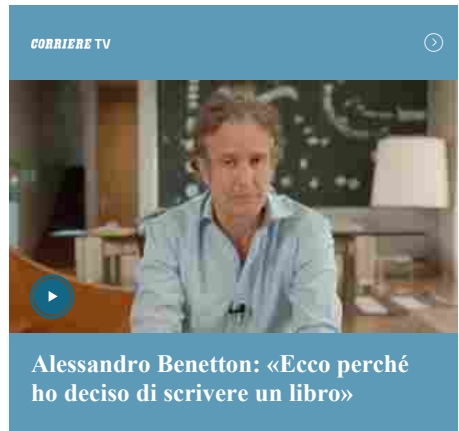 CORRIERE TV
Alessandro Benetton: «Ecco perché
ho deciso di scrivere un libro»